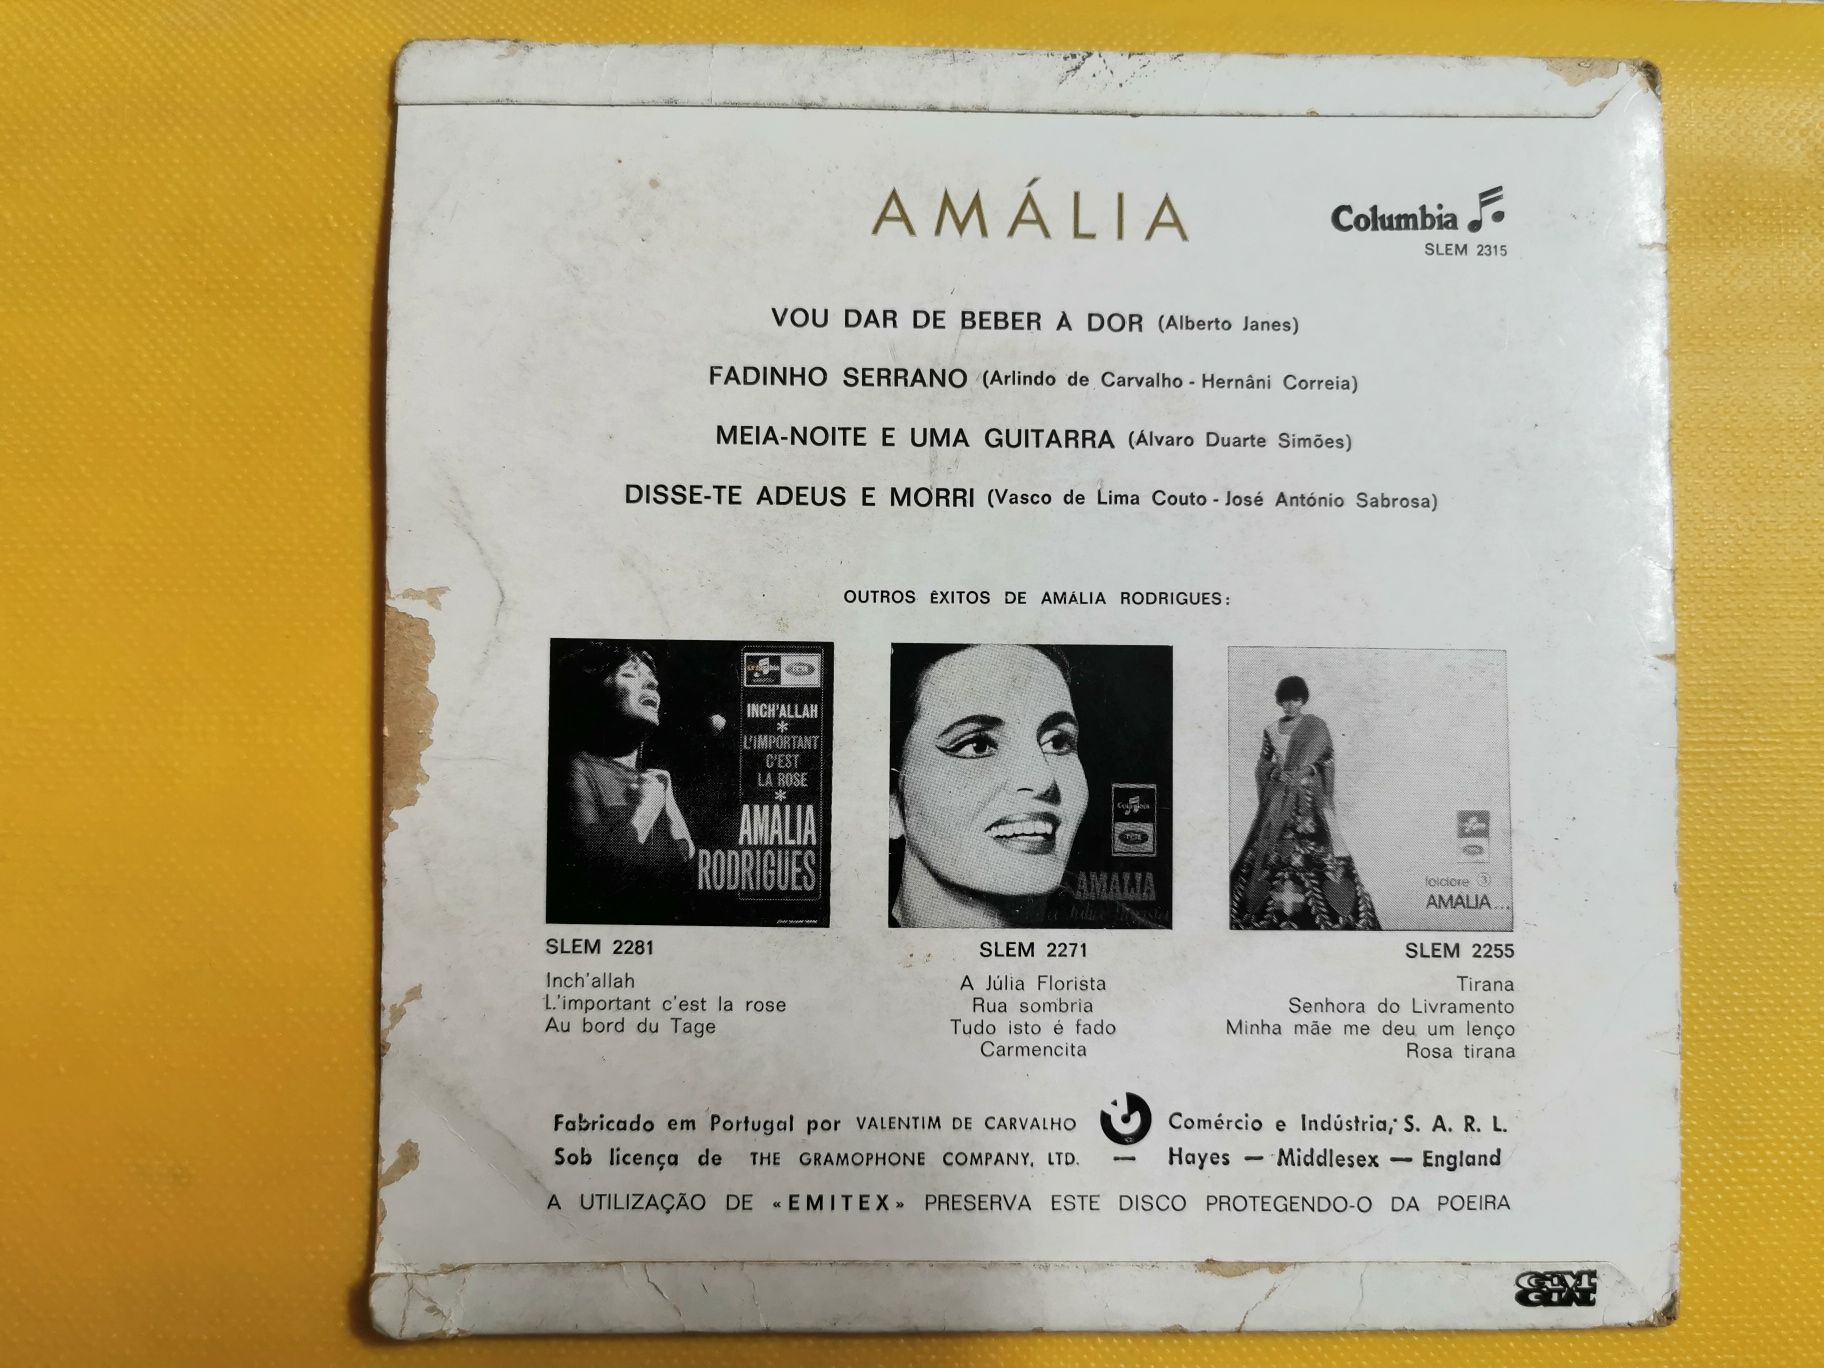 AMÁLIA
Columbia
SLEM 2315
VOU DAR DE BEBER À DOR (Alberto Janes)
FADINHO SERRANO (Arlindo de Carvalho - Hernâni Correia)
MEIA-NOITE E UMA GUITARRA (Álvaro Duarte Simões)
DISSE-TE ADEUS E MORRI (Vasco de Lima Couto - José António Sabrosa)
OUTROS ÊXITOS DE AMÁLIA RODRIGUES:
INCH'ALLAH
*
L'IMPORTANT
C'EST
LA ROSE
*
AMÁLIA
RODRIGUES
Columbia
AMALIA
folclore 3
AMALIA...
SLEM 2281
Inch'allah
L'important c'est la rose
Au bord du Tage
SLEM 2271
A Júlia Florista
Rua sombria
Tudo isto é fado
Carmencita
SLEM 2255
Tirana
Senhora do Livramento
Minha mãe me deu um lenço
Rosa tirana
Fabricado em Portugal por VALENTIM DE CARVALHO Comércio e Indústria, S. A. R. L.
Sob licença de THE GRAMOPHONE COMPANY, LTD. — Hayes — Middlesex — England
A UTILIZAÇÃO DE «EMITEX» PRESERVA ESTE DISCO PROTEGENDO-O DA POEIRA